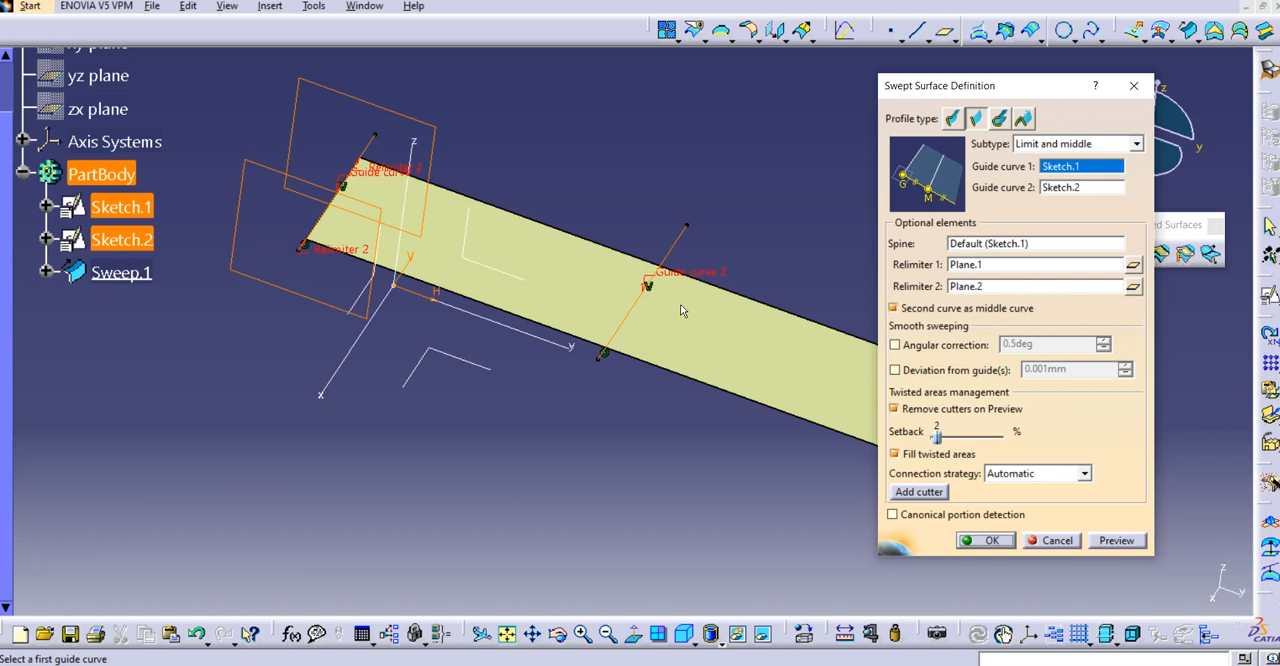 Start ENOVIA V5 VPM File Edit View Insert Tools Window Help
yz plane
zx plane
Axis Systems
PartBody
Sketch.1
Sketch.2
Sweep.1
z
Guide curve
Relimiter 2
y
H
Guide curve 2
y
x
Swept Surface Definition ?
Profile type:
Subtype: Limit and middle
Guide curve 1: Sketch.1
Guide curve 2: Sketch.2
G M
Optional elements
Spine: Default (Sketch.1)
Relimiter 1: Plane.1
Relimiter 2: Plane.2
Second curve as middle curve
Smooth sweeping
Angular correction: 0.5deg
Deviation from guide(s): 0.001mm
Twisted areas management
Remove cutters on Preview
2
Setback %
Fill twisted areas
Connection strategy: Automatic
Add cutter
Canonical portion detection
OK Cancel Preview
z
y
Surfaces
z
x y
f(x)
CATIA
Select a first guide curve